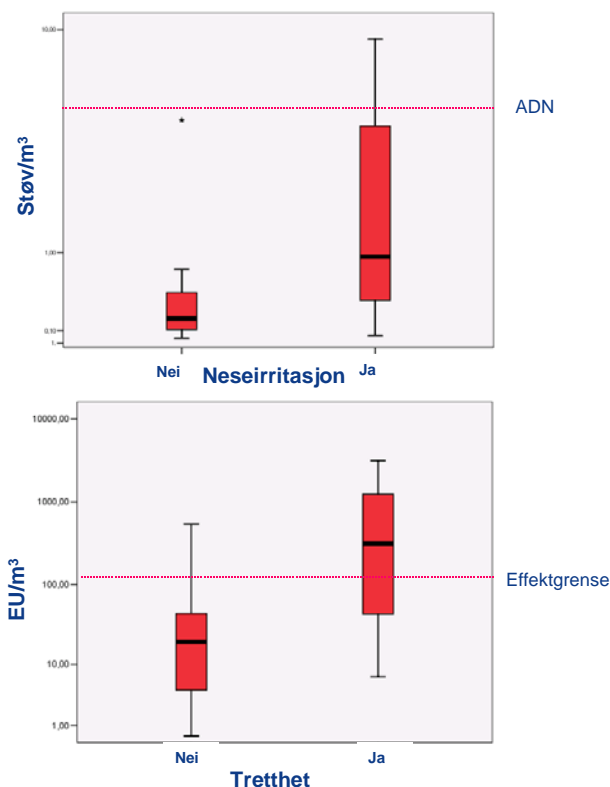 10,00
ADN
Støv/m³
1,00
0,10
1.
Nei Neseirritasjon Ja
10000,00
1000,00
EU/m³
100,00
Effektgrense
10,00
1,00
Nei Ja
Tretthet